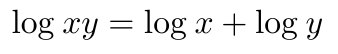 log xy = log x + log y